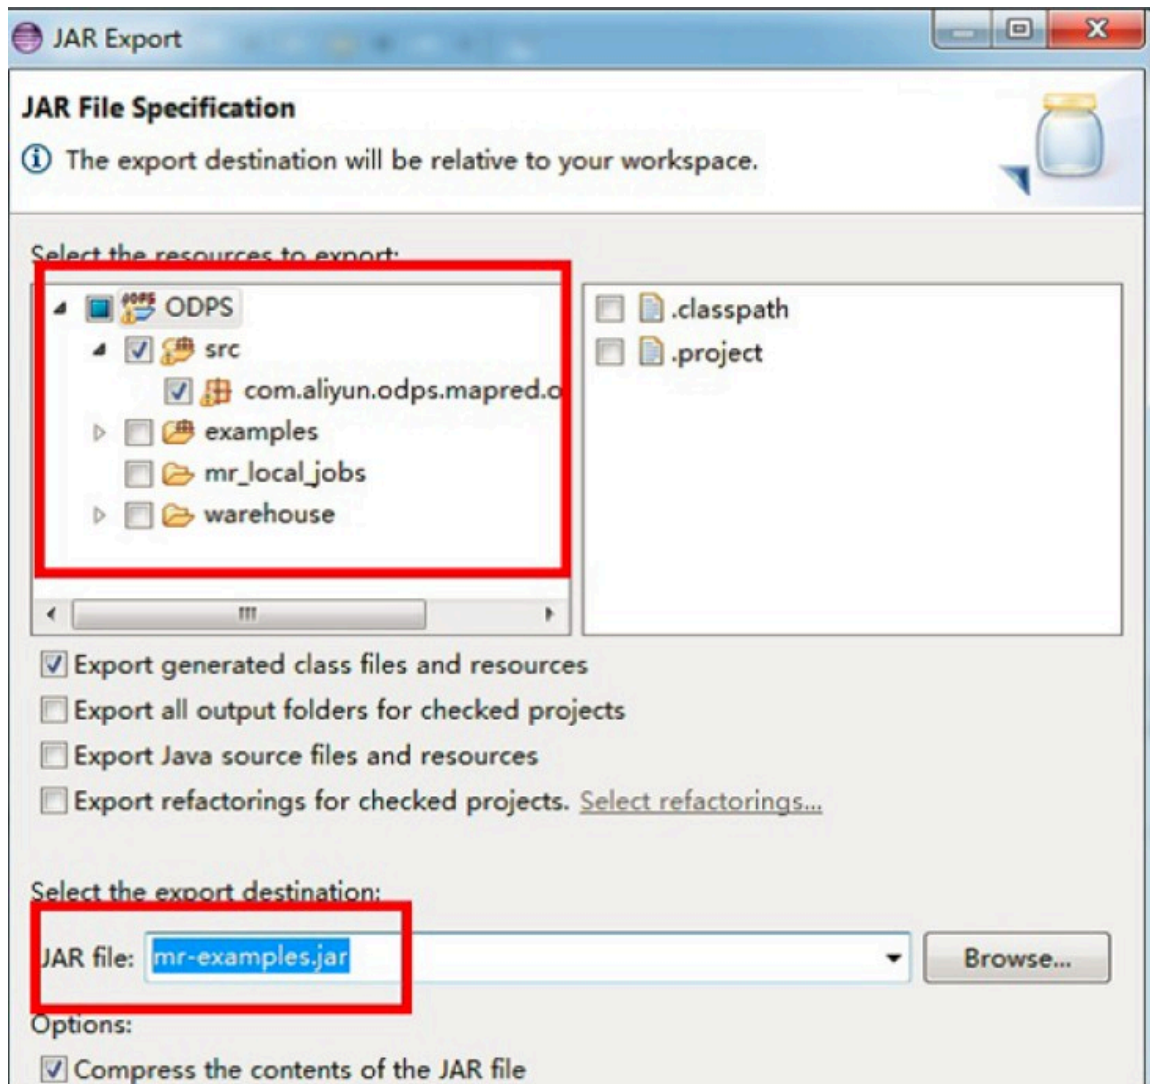 JAR Export
JAR File Specification
The export destination will be relative to your workspace.
Select the resources to export:
ODPS
src
com.aliyun.odps.mapred.o
examples
mr_local_jobs
warehouse
.classpath
.project
Export generated class files and resources
Export all output folders for checked projects
Export Java source files and resources
Export refactorings for checked projects. Select refactorings...
Select the export destination:
JAR file: mr-examples.jar Browse...
Options:
Compress the contents of the JAR file